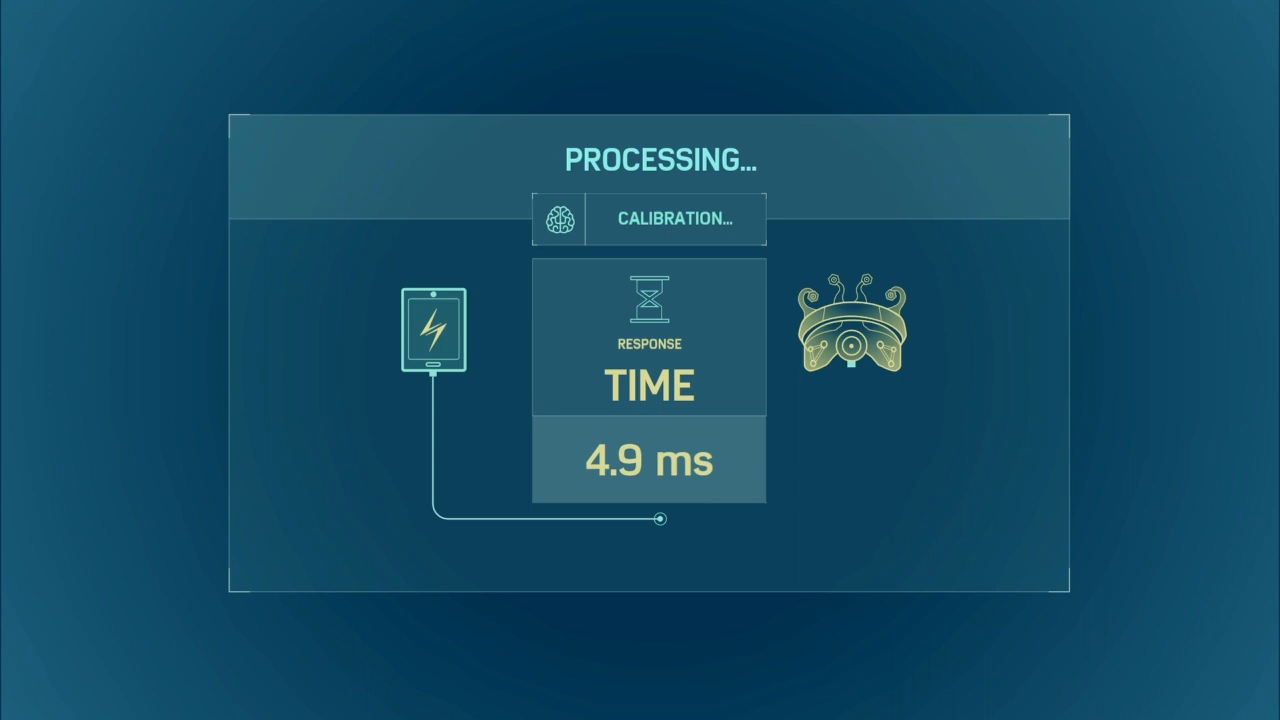 PROCESSING...
CALIBRATION...
RESPONSE
TIME
4.9 ms